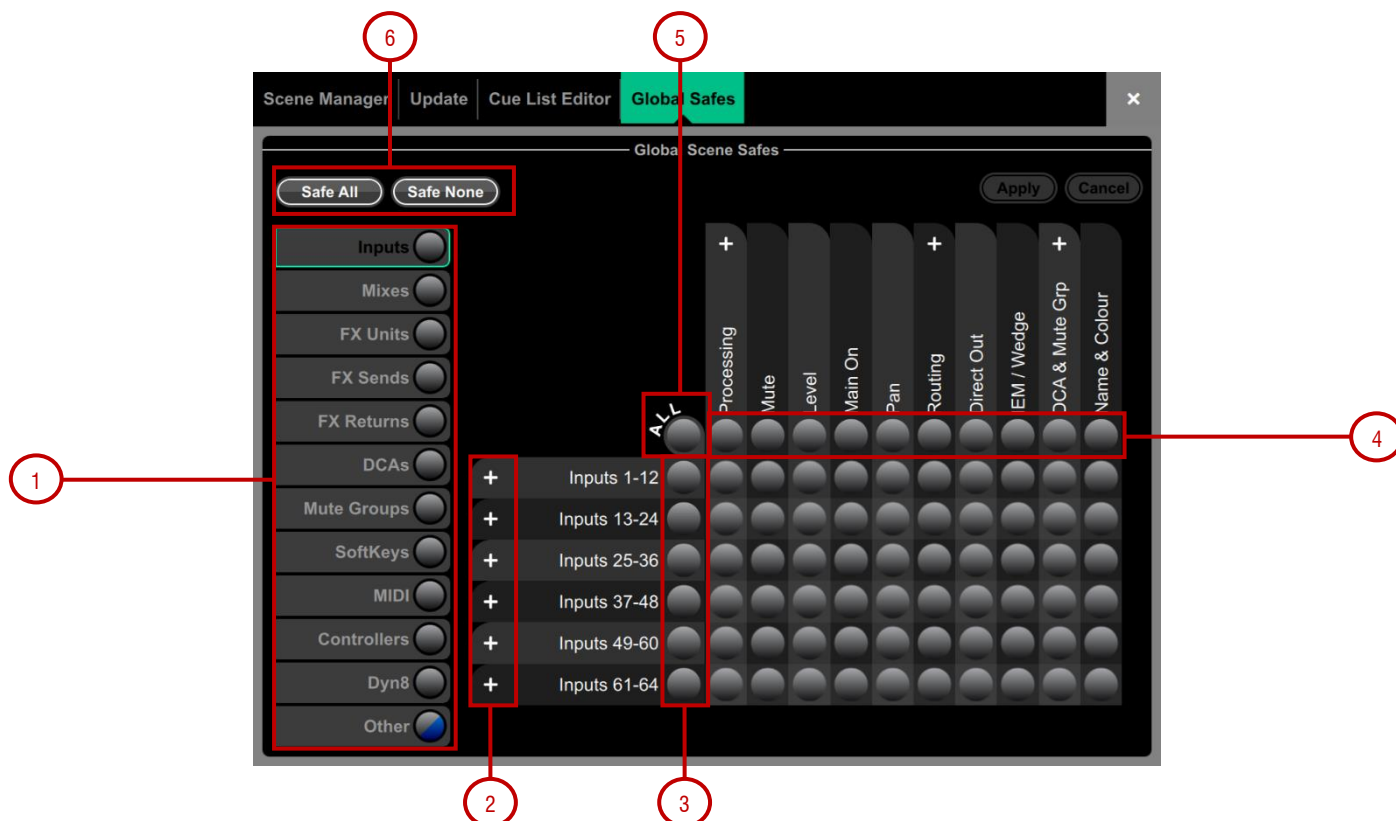 6
5
Scene Manager
Update
Cue List Editor
Global Safes
×
Global Scene Safes
Safe All
Safe None
Apply
Cancel
Inputs
Mixes
FX Units
FX Sends
FX Returns
DCAs
Mute Groups
SoftKeys
MIDI
Controllers
Dyn8
Other
+
+
+
Processing
Mute
Level
Main On
Pan
Routing
Direct Out
IEM / Wedge
DCA & Mute Grp
Name & Colour
ALL
+ Inputs 1-12
+ Inputs 13-24
+ Inputs 25-36
+ Inputs 37-48
+ Inputs 49-60
+ Inputs 61-64
1
4
2
3